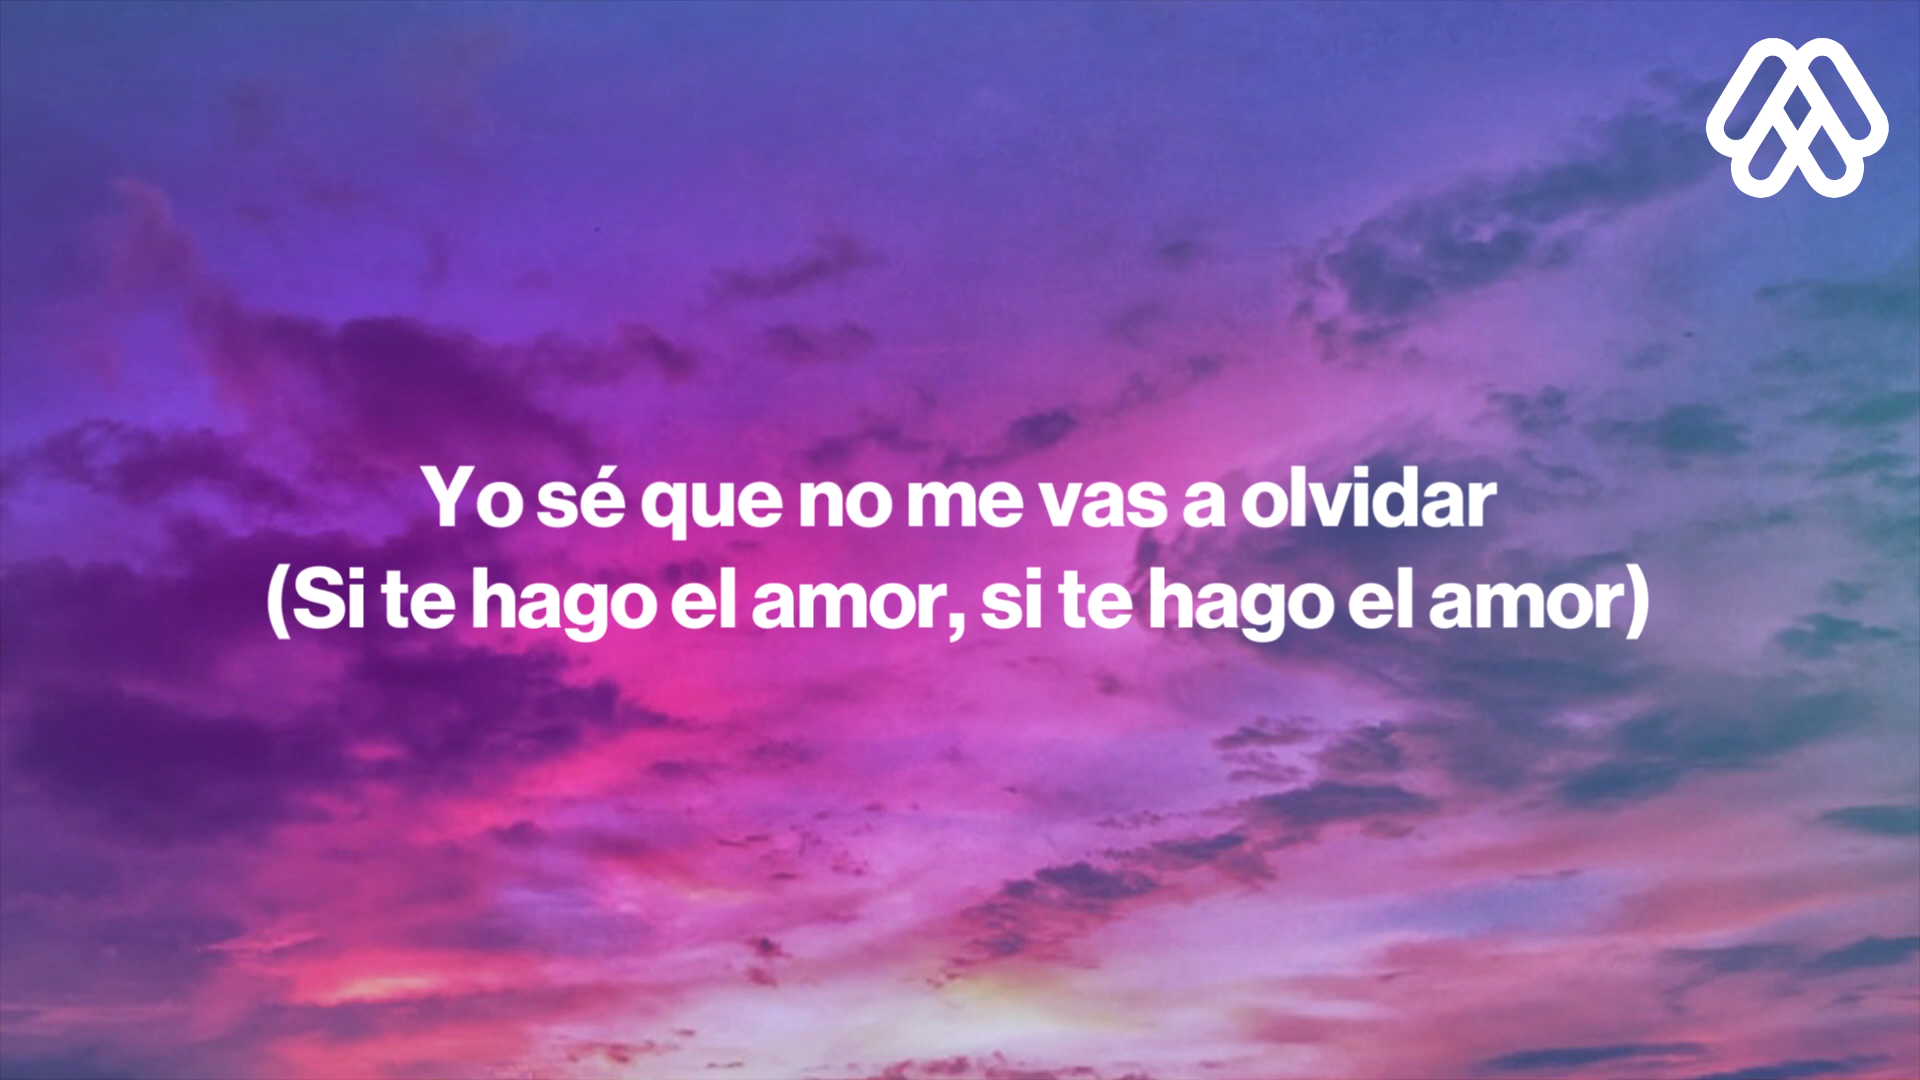 Yo sé que no me vas a olvidar
(Si te hago el amor, si te hago el amor)